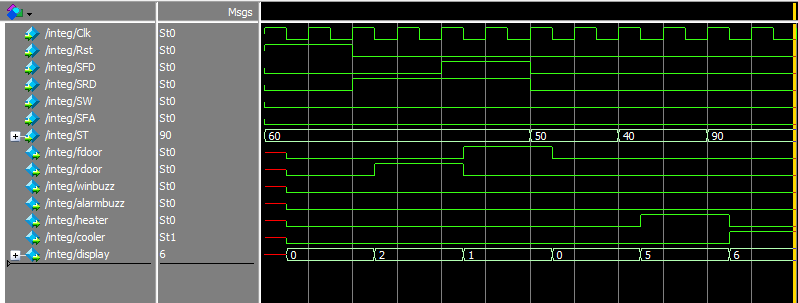 Msgs
/integ/Clk St0
/integ/Rst St0
/integ/SFD St0
/integ/SRD St0
/integ/SW St0
/integ/SFA St0
/integ/ST 90 60 50 40 90
/integ/fdoor St0
/integ/rdoor St0
/integ/winbuzz St0
/integ/alarmbuzz St0
/integ/heater St0
/integ/cooler St1
/integ/display 6 0 2 1 0 5 6